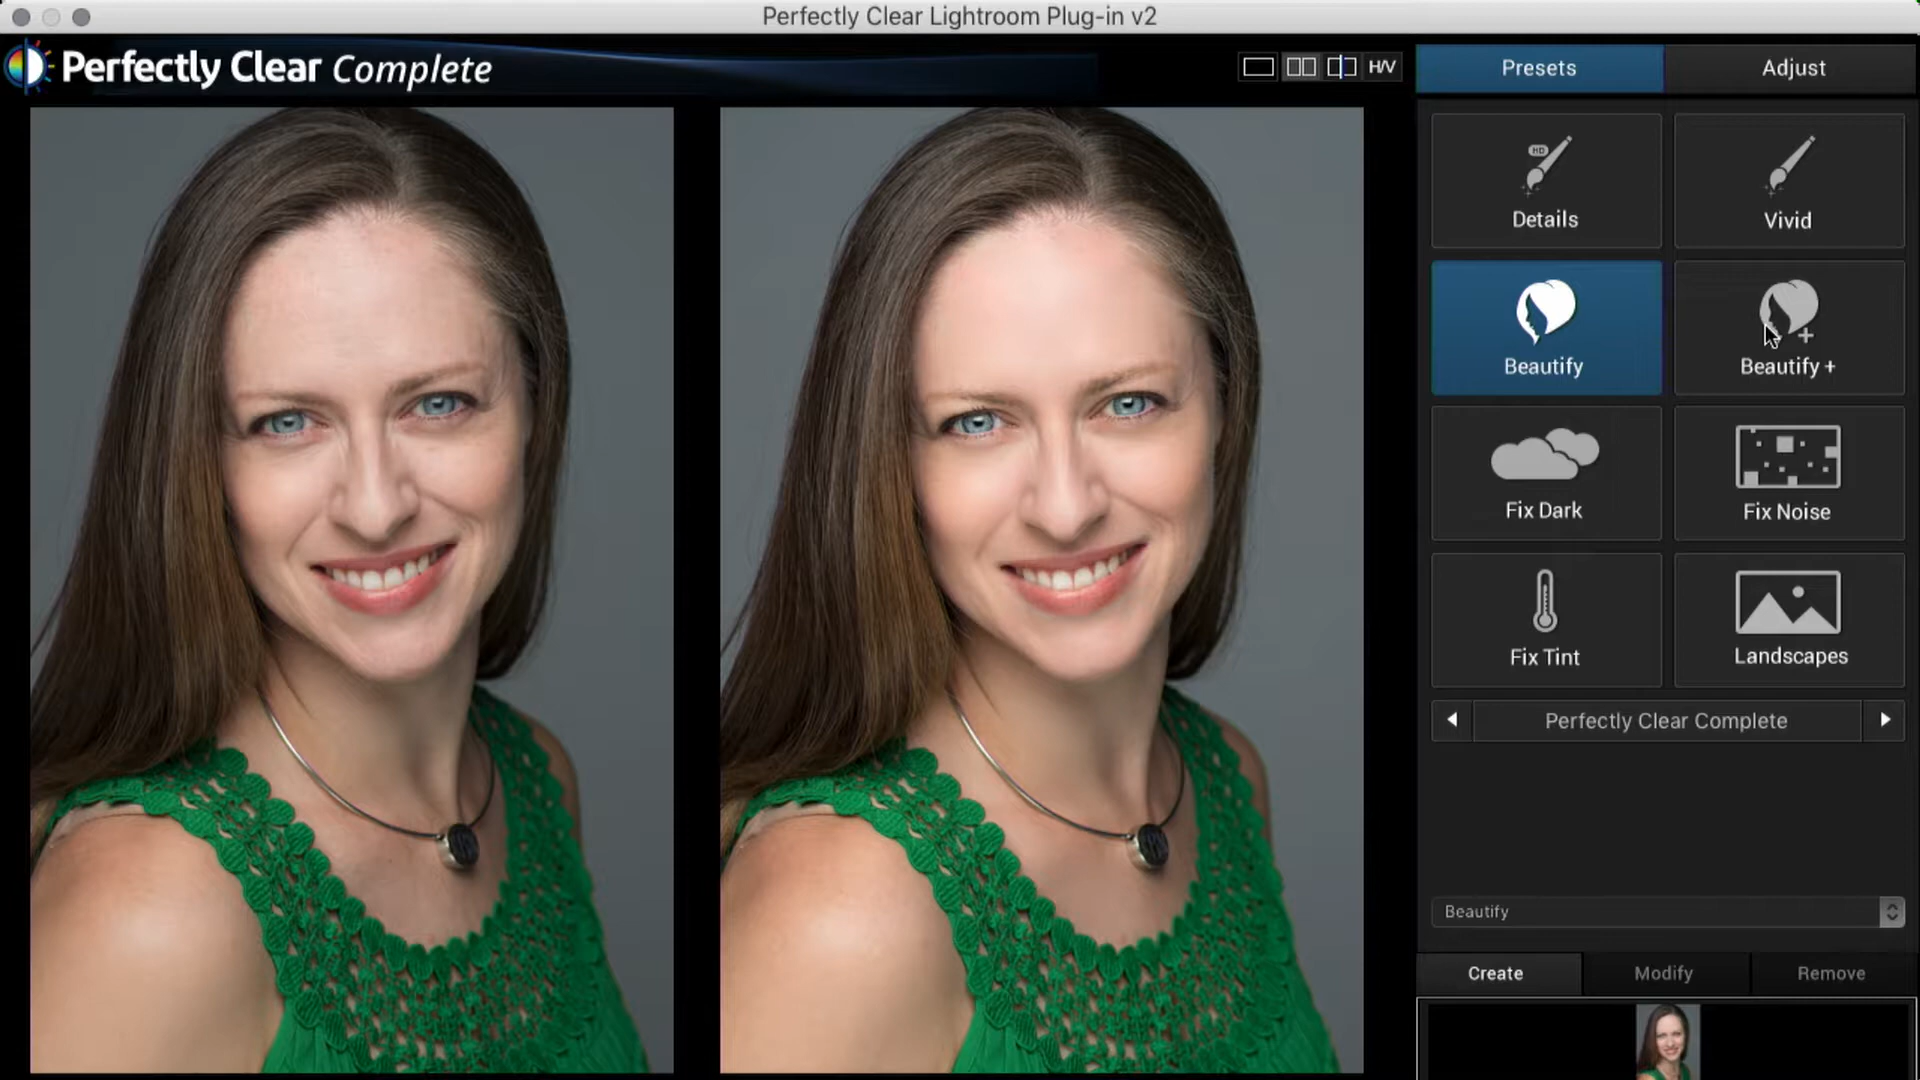 Perfectly Clear Lightroom Plug-in v2
Perfectly Clear Complete
H/V
Presets
Adjust
HD
Details
Vivid
Beautify
Beautify +
Fix Dark
Fix Noise
Fix Tint
Landscapes
Perfectly Clear Complete
Beautify
Create
Modify
Remove